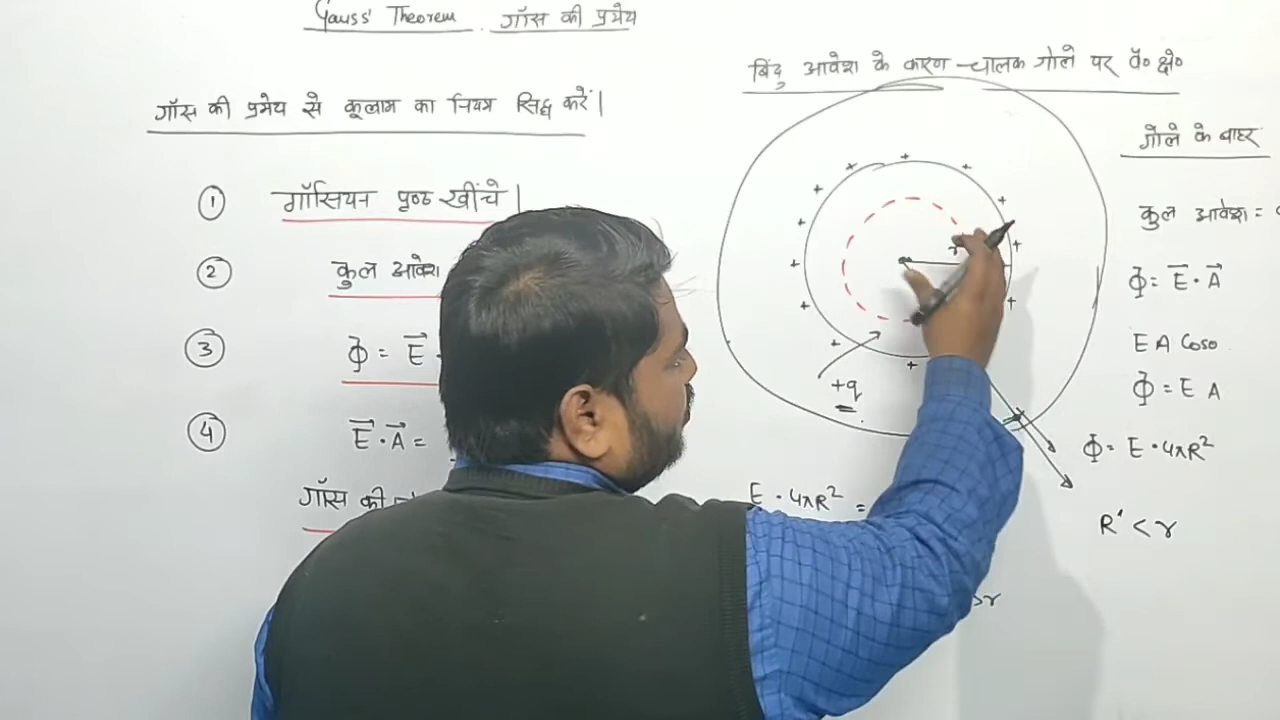 Gauss' Theorem. गॉस की प्रमेय
गॉस की प्रमेय से कूलाम का नियम सिद्ध करें।
① गॉसियन पृष्ठ खींचे।
② कुल आवेश
③ Φ = E⃗ ·
④ E⃗ · A⃗ =
गॉस की
बिंदु आवेश के कारण चालक गोले पर वै० क्षे०
+q
r
E · 4πR² =
>r
गोले के बाहर
कुल आवेश =
Φ = E⃗ · A⃗
E A Cos0
Φ = E A
Φ = E · 4πR²
R' < r